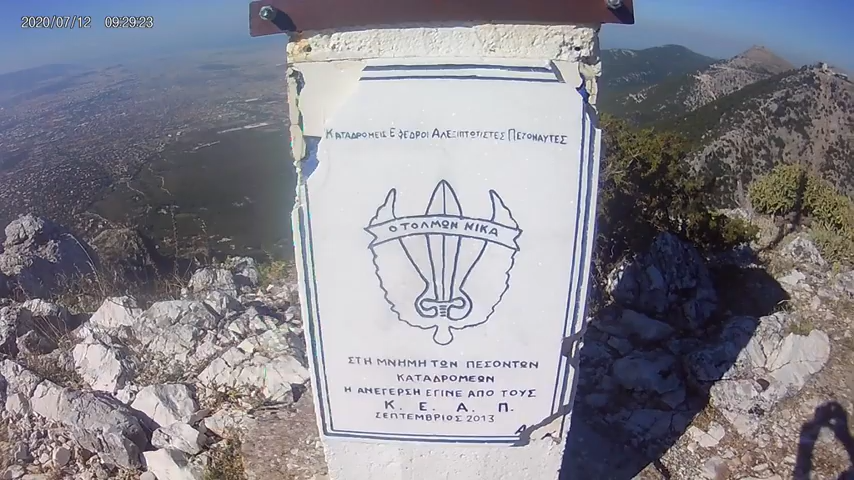 2020/07/12 09:29:23
ΚΑΤΑΔΡΟΜΕΙΣ ΕΦΕΔΡΟΙ ΑΛΕΞΙΠΤΩΤΙΣΤΕΣ ΠΕΖΟΝΑΥΤΕΣ
Ο ΤΟΛΜΩΝ ΝΙΚΑ
ΣΤΗ ΜΝΗΜΗ ΤΩΝ ΠΕΣΟΝΤΩΝ
ΚΑΤΑΔΡΟΜΕΩΝ
Η ΑΝΕΓΕΡΣΗ ΕΓΙΝΕ ΑΠΟ ΤΟΥΣ
Κ. Ε. Α. Π.
ΣΕΠΤΕΜΒΡΙΟΣ 2013